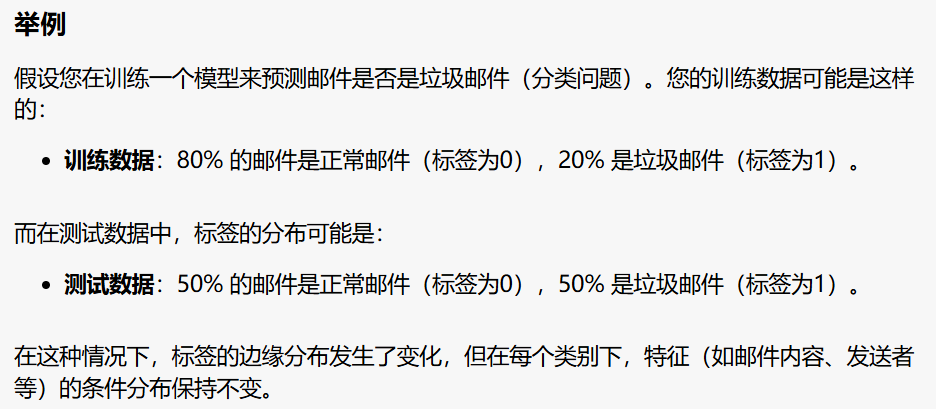 举例
假设您在训练一个模型来预测邮件是否是垃圾邮件（分类问题）。您的训练数据可能是这样
的：
• 训练数据：80% 的邮件是正常邮件（标签为0），20% 是垃圾邮件（标签为1）。
而在测试数据中，标签的分布可能是：
• 测试数据：50% 的邮件是正常邮件（标签为0），50% 是垃圾邮件（标签为1）。
在这种情况下，标签的边缘分布发生了变化，但在每个类别下，特征（如邮件内容、发送者
等）的条件分布保持不变。